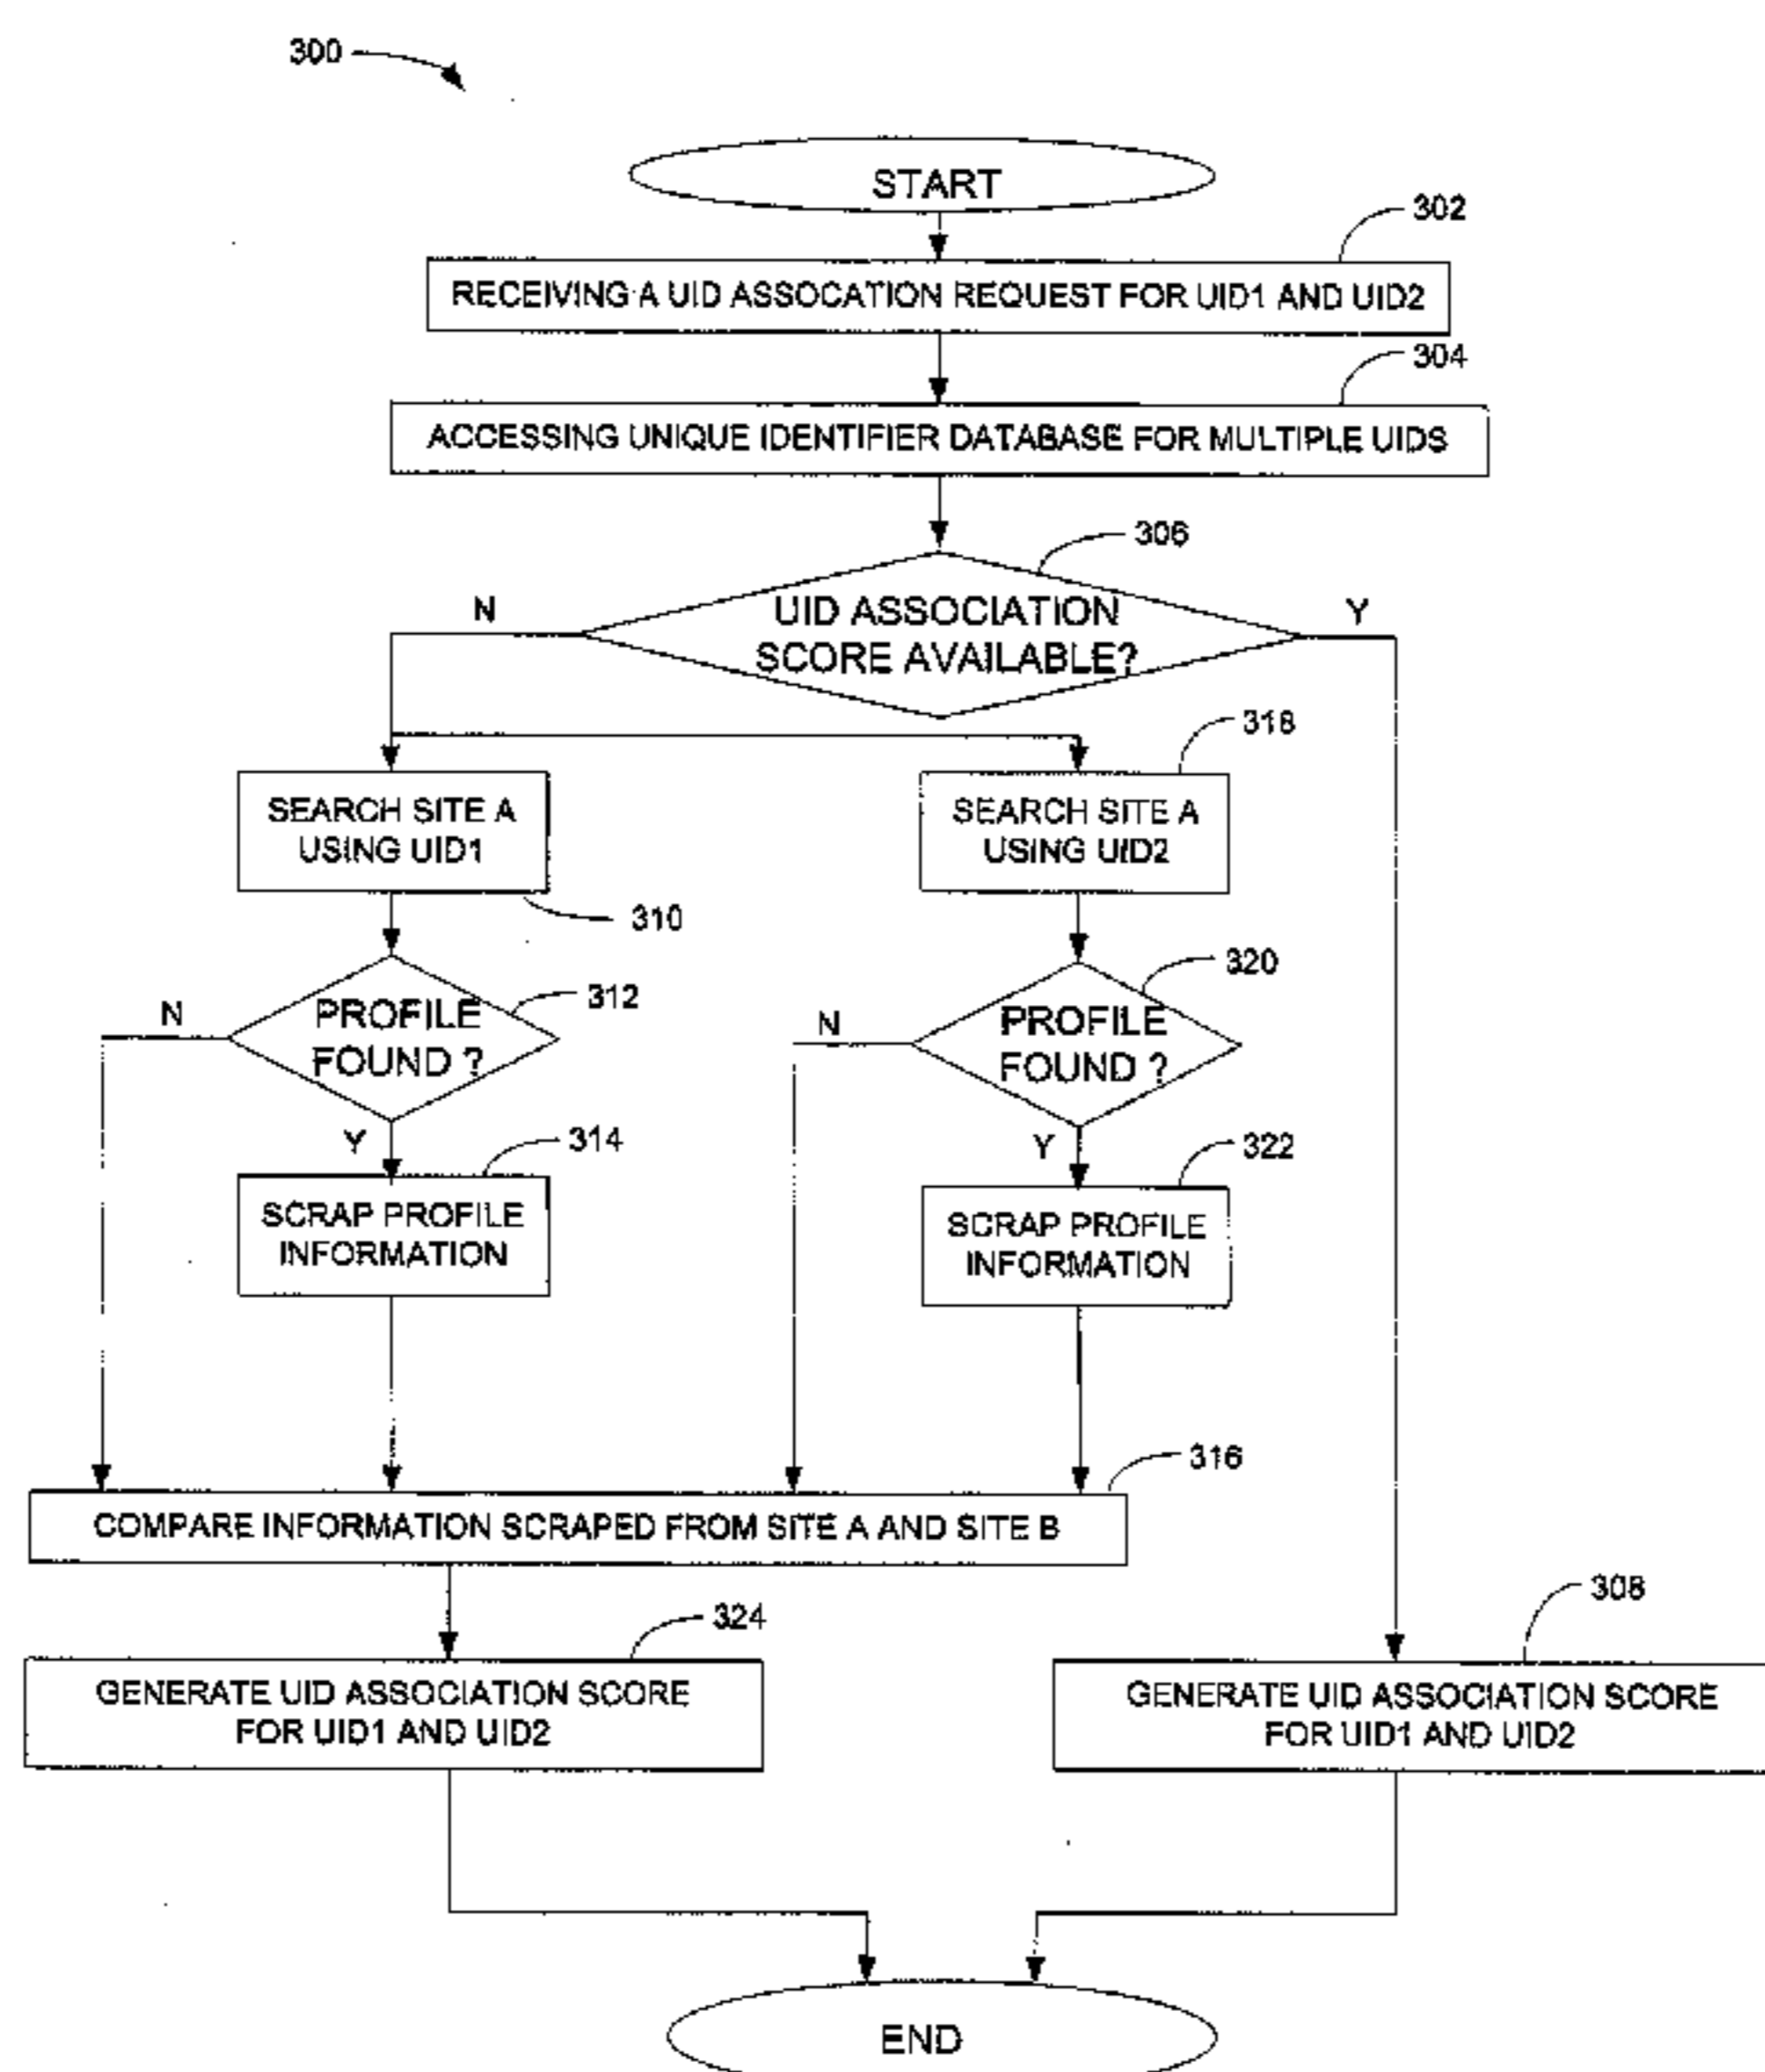 300
START
302
RECEIVING A UID ASSOCATION REQUEST FOR UID1 AND UID2
304
ACCESSING UNIQUE IDENTIFIER DATABASE FOR MULTIPLE UIDS
306
N
UID ASSOCIATION
SCORE AVAILABLE?
Y
318
SEARCH SITE A
USING UID1
310
SEARCH SITE A
USING UID2
312
N
PROFILE
FOUND ?
Y
320
N
PROFILE
FOUND ?
Y
314
SCRAP PROFILE
INFORMATION
322
SCRAP PROFILE
INFORMATION
316
COMPARE INFORMATION SCRAPED FROM SITE A AND SITE B
324
GENERATE UID ASSOCIATION SCORE
FOR UID1 AND UID2
308
GENERATE UID ASSOCIATION SCORE
FOR UID1 AND UID2
END